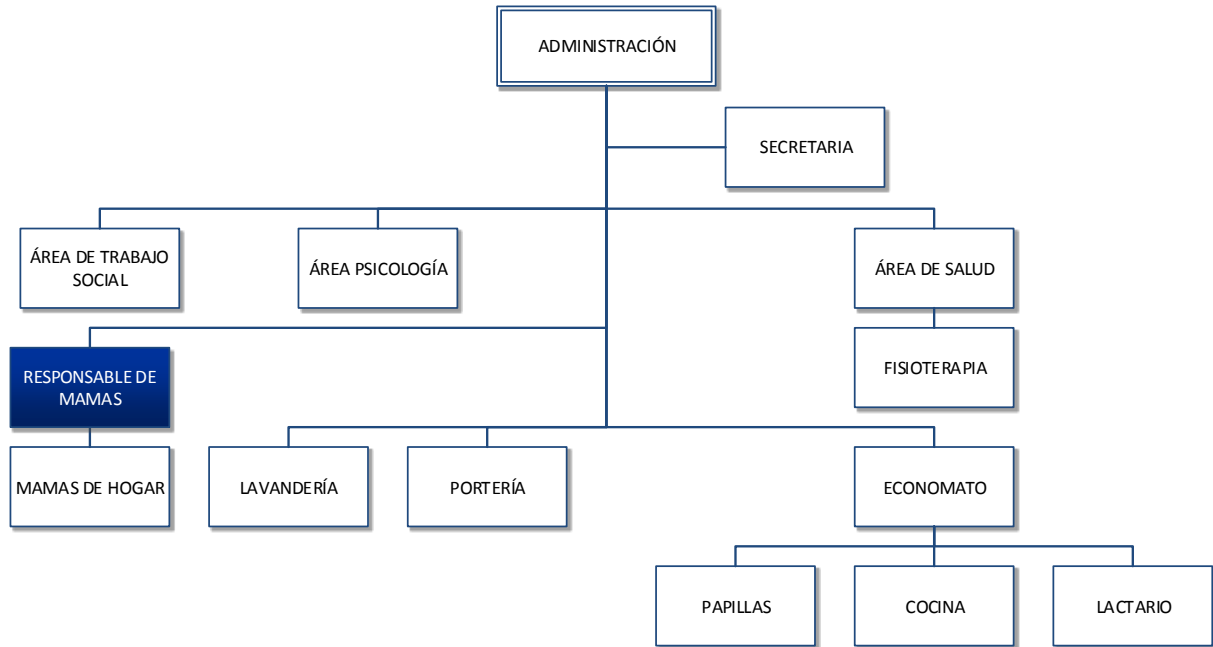 ADMINISTRACIÓN
SECRETARIA
ÁREA DE TRABAJO
SOCIAL
ÁREA PSICOLOGÍA
ÁREA DE SALUD
RESPONSABLE DE
MAMAS
FISIOTERAPIA
MAMAS DE HOGAR
LAVANDERÍA
PORTERÍA
ECONOMATO
PAPILLAS
COCINA
LACTARIO